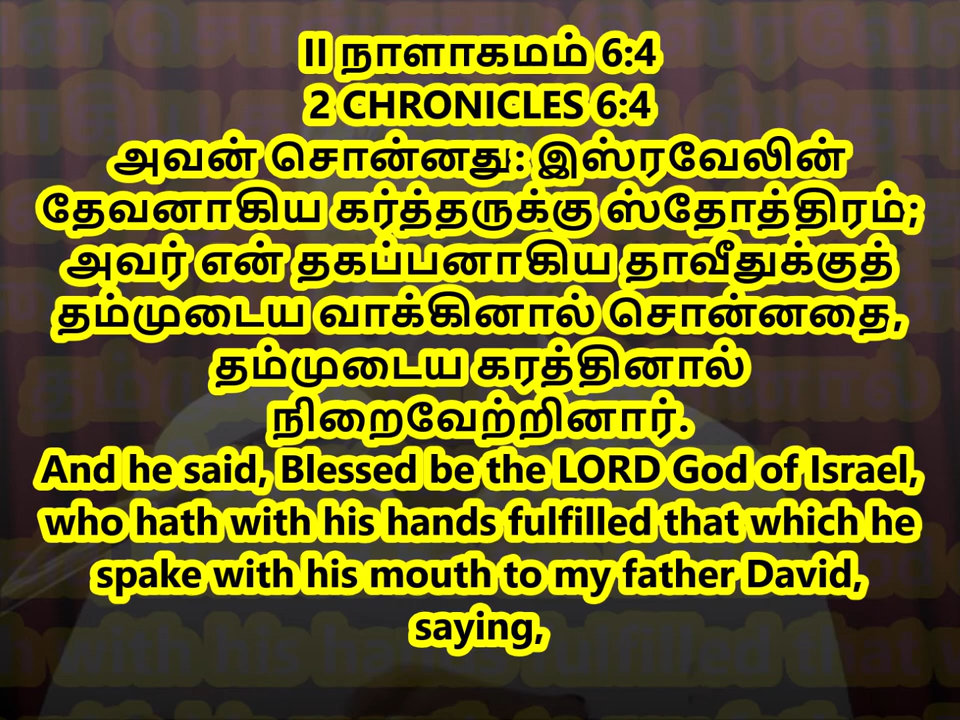 II நாளாகமம் 6:4
2 CHRONICLES 6:4
அவன் சொன்னது: இஸ்ரவேலின்
தேவனாகிய கர்த்தருக்கு ஸ்தோத்திரம்;
அவர் என் தகப்பனாகிய தாவீதுக்குத்
தம்முடைய வாக்கினால் சொன்னதை,
தம்முடைய கரத்தினால்
நிறைவேற்றினார்.
And he said, Blessed be the LORD God of Israel,
who hath with his hands fulfilled that which he
spake with his mouth to my father David,
saying,